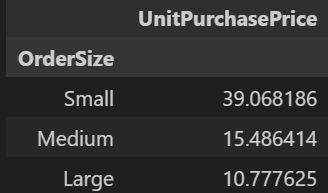 UnitPurchasePrice
OrderSize
Small 39.068186
Medium 15.486414
Large 10.777625